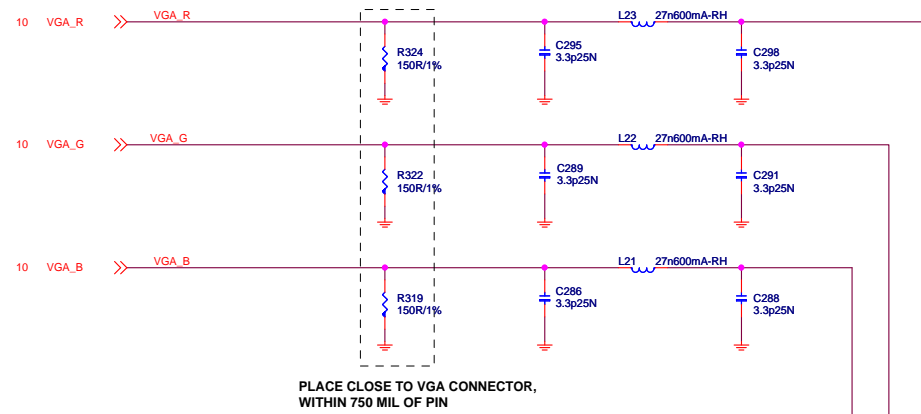 10 VGA_R VGA_R L23 27n600mA-RH
R324
150R/1%
C295
3.3p25N
C298
3.3p25N
10 VGA_G VGA_G L22 27n600mA-RH
R322
150R/1%
C289
3.3p25N
C291
3.3p25N
10 VGA_B VGA_B L21 27n600mA-RH
R319
150R/1%
C286
3.3p25N
C288
3.3p25N
PLACE CLOSE TO VGA CONNECTOR,
WITHIN 750 MIL OF PIN